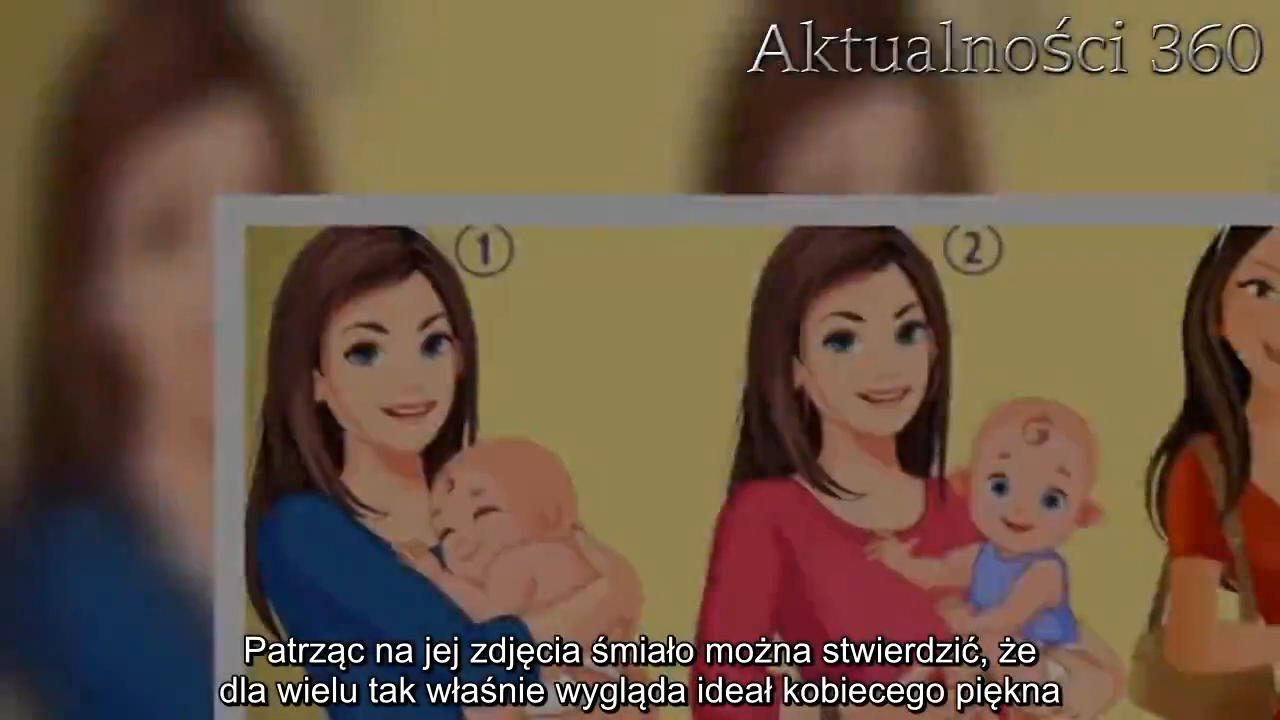 Aktualności 360
1
2
Patrząc na jej zdjęcia śmiało można stwierdzić, że
dla wielu tak właśnie wygląda ideał kobiecego piękna